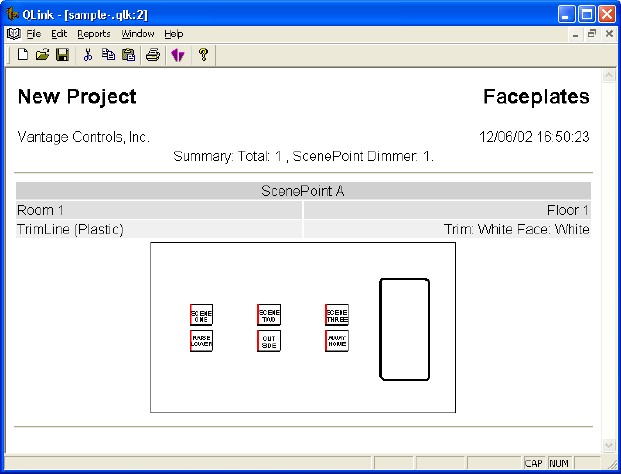 QLink - [sample-.qlk:2]
File Edit Reports Window Help
New Project Faceplates
Vantage Controls, Inc. 12/06/02 16:50:23
Summary: Total: 1 , ScenePoint Dimmer: 1.
ScenePoint A
Room 1 Floor 1
TrimLine (Plastic) Trim: White Face: White
SCENE ONE SCENE TWO SCENE THREE
RAISE LOWER OUT SIDE AWAY HOME
CAP NUM